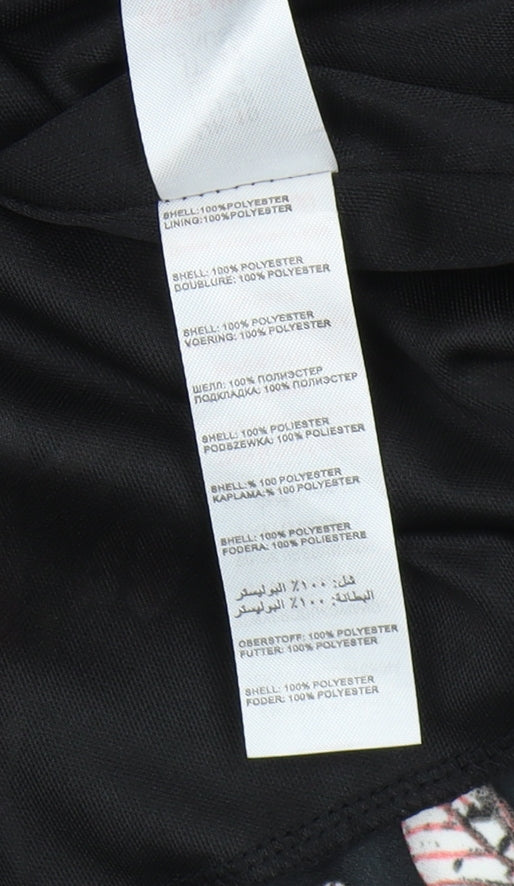 SHELL:100%POLYESTER
LINING:100%POLYESTER
SHELL: 100% POLYESTER
DOUBLURE: 100% POLYESTER
SHELL: 100% POLYESTER
VOERING: 100% POLYESTER
ШЕЛЛ: 100% ПОЛИЭСТЕР
ПОДКЛАДКА: 100% ПОЛИЭСТЕР
SHELL: 100% POLIESTER
PODSZEWKA: 100% POLIESTER
SHELL:% 100 POLYESTER
KAPLAMA:% 100 POLYESTER
SHELL: 100% POLYESTER
FODERA: 100% POLIESTERE
شل: ١٠٠٪ البوليستر
البطانة: ١٠٠٪ البوليستر
OBERSTOFF: 100% POLYESTER
FUTTER: 100% POLYESTER
SHELL: 100% POLYESTER
FODER: 100% POLYESTER